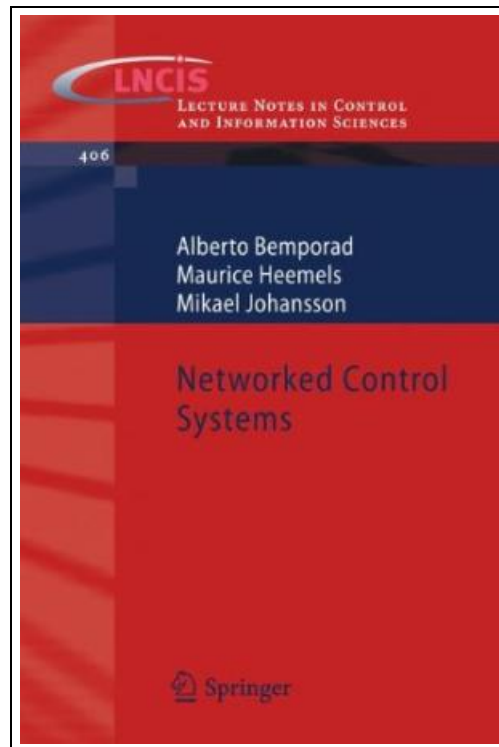 LNCIS
LECTURE NOTES IN CONTROL
AND INFORMATION SCIENCES
406
Alberto Bemporad
Maurice Heemels
Mikael Johansson
Networked Control
Systems
Springer